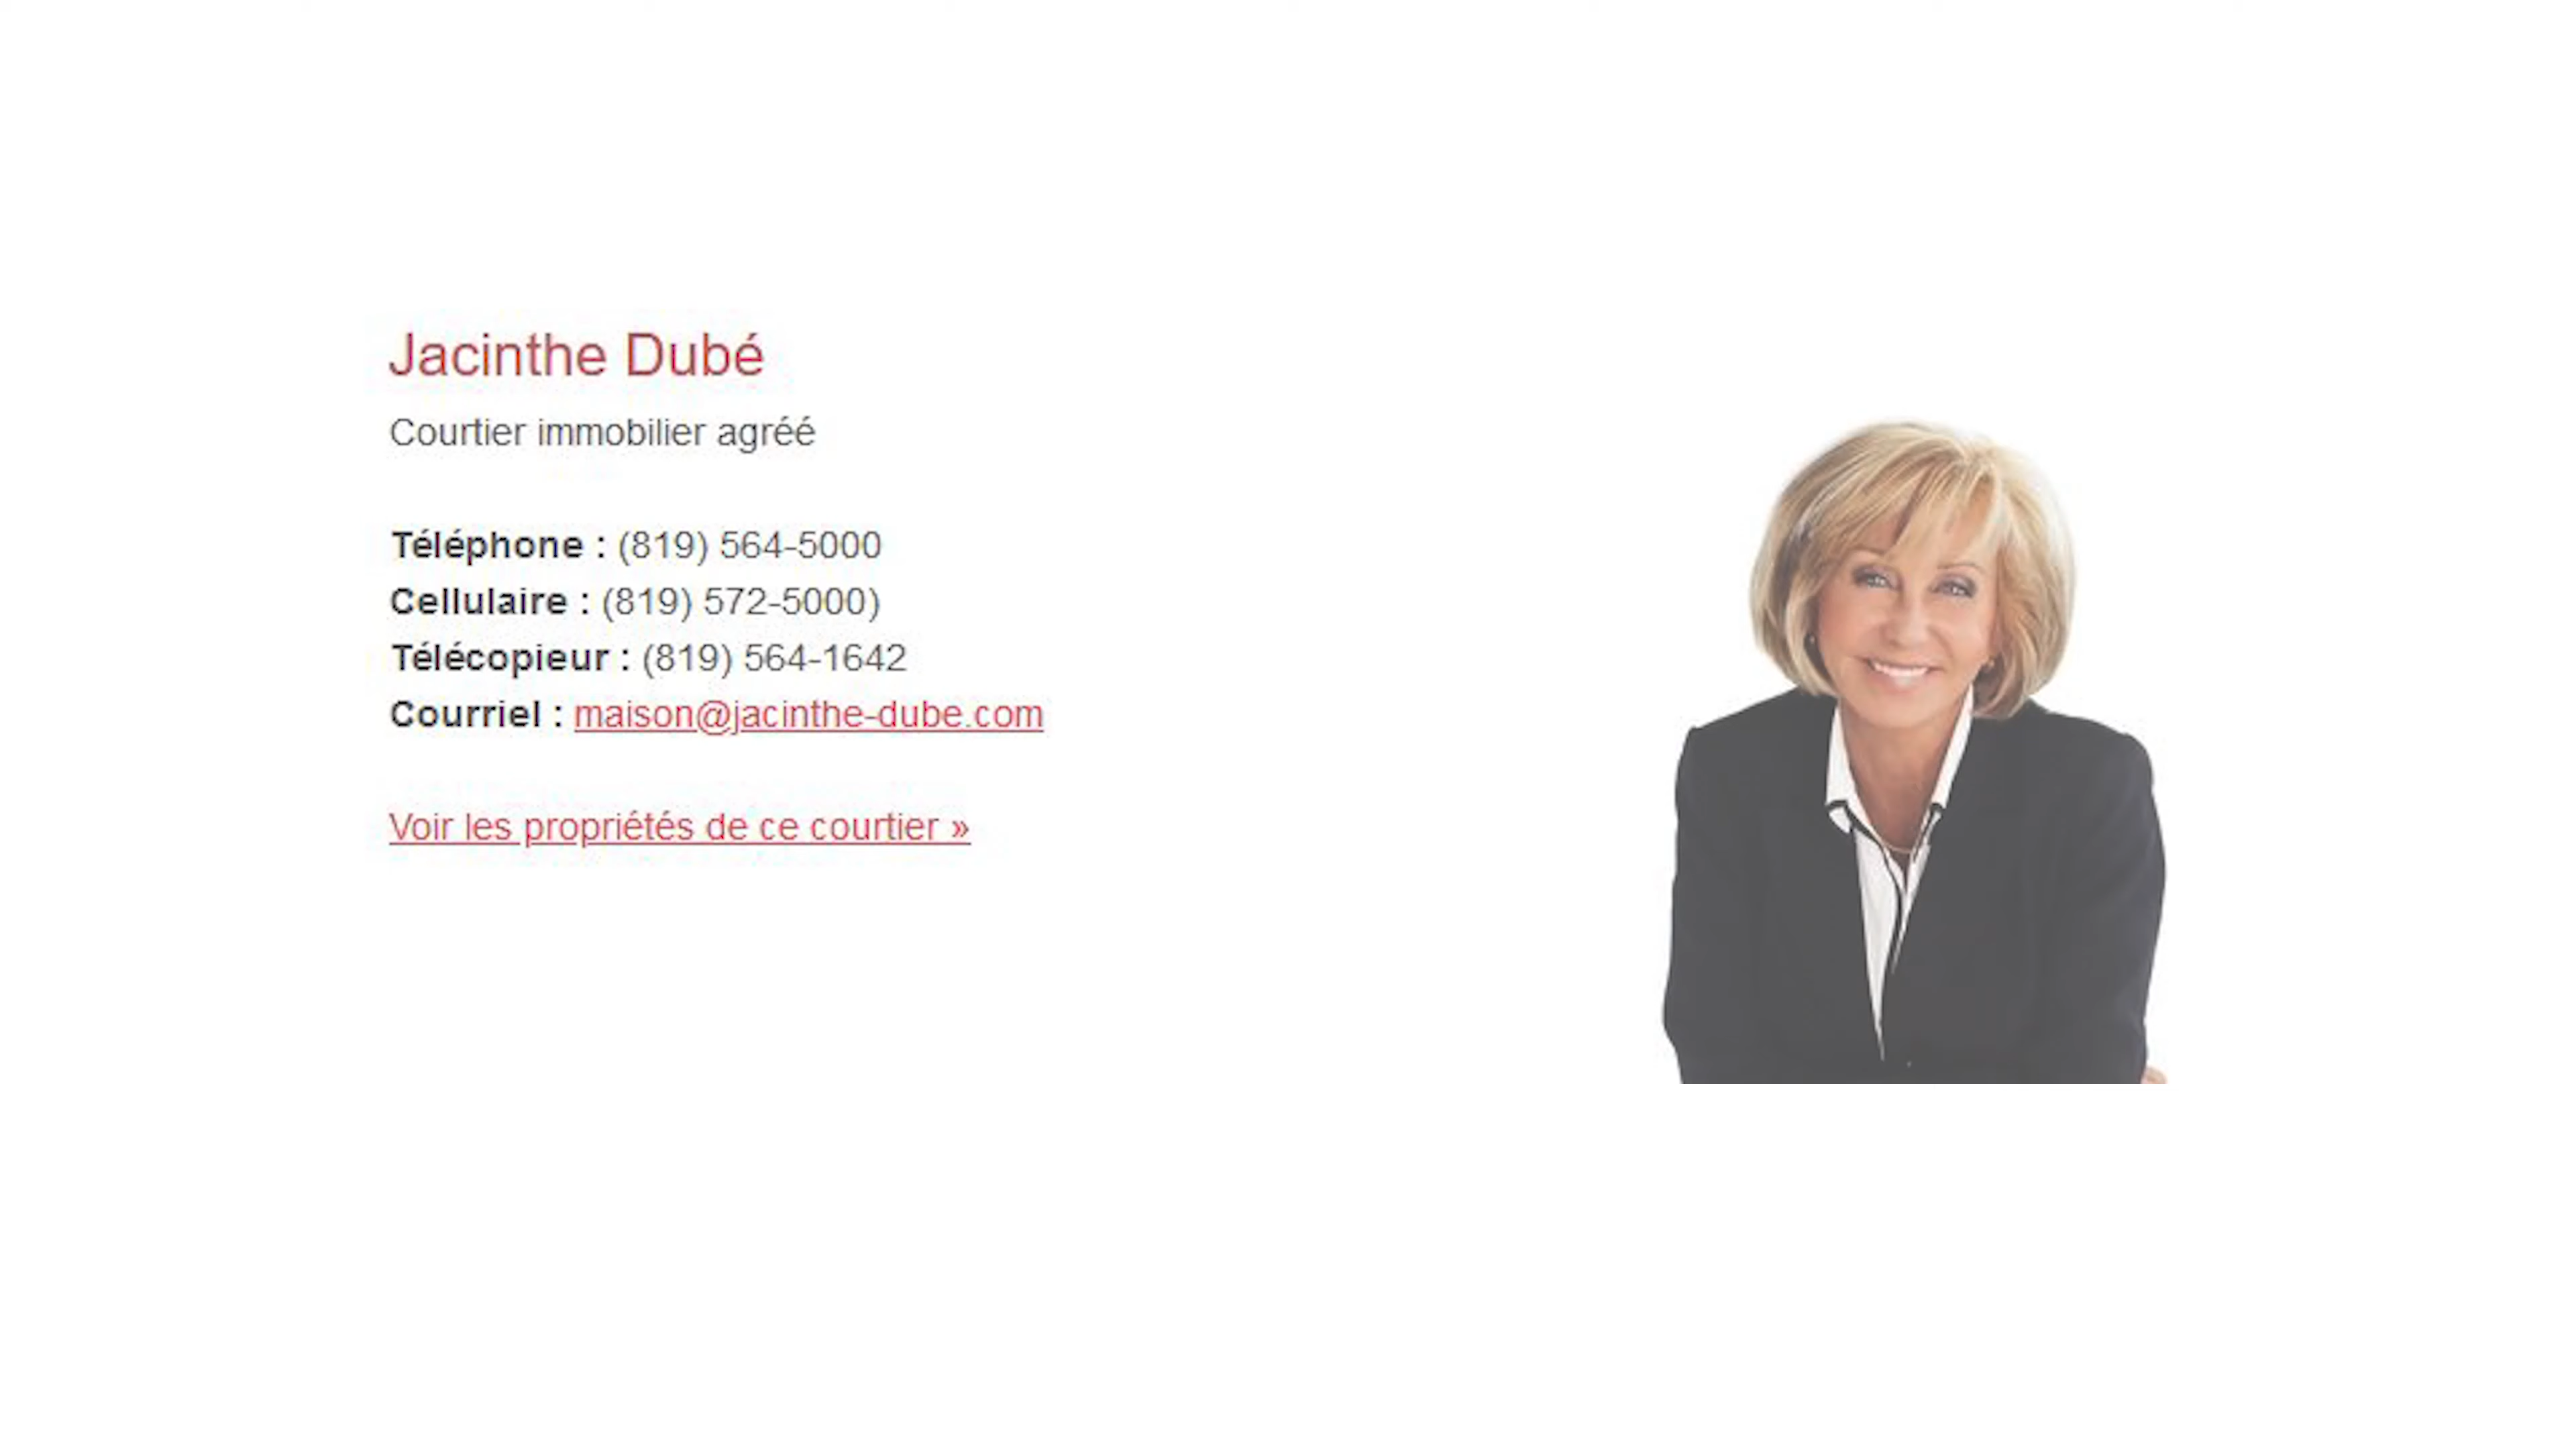 Jacinthe Dubé
Courtier immobilier agréé
Téléphone : (819) 564-5000
Cellulaire : (819) 572-5000)
Télécopieur : (819) 564-1642
Courriel : maison@jacinthe-dube.com
Voir les propriétés de ce courtier »